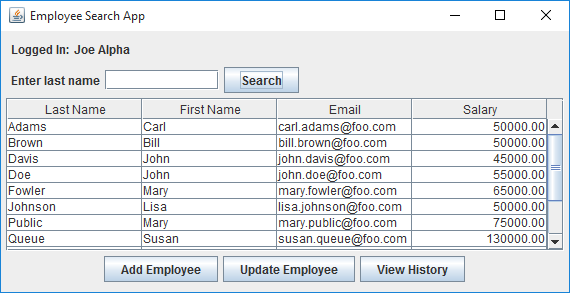 Employee Search App
Logged In: Joe Alpha
Enter last name Search
Last Name First Name Email Salary
Adams Carl carl.adams@foo.com 50000.00
Brown Bill bill.brown@foo.com 50000.00
Davis John john.davis@foo.com 45000.00
Doe John john.doe@foo.com 55000.00
Fowler Mary mary.fowler@foo.com 65000.00
Johnson Lisa lisa.johnson@foo.com 50000.00
Public Mary mary.public@foo.com 75000.00
Queue Susan susan.queue@foo.com 130000.00
Add Employee Update Employee View History